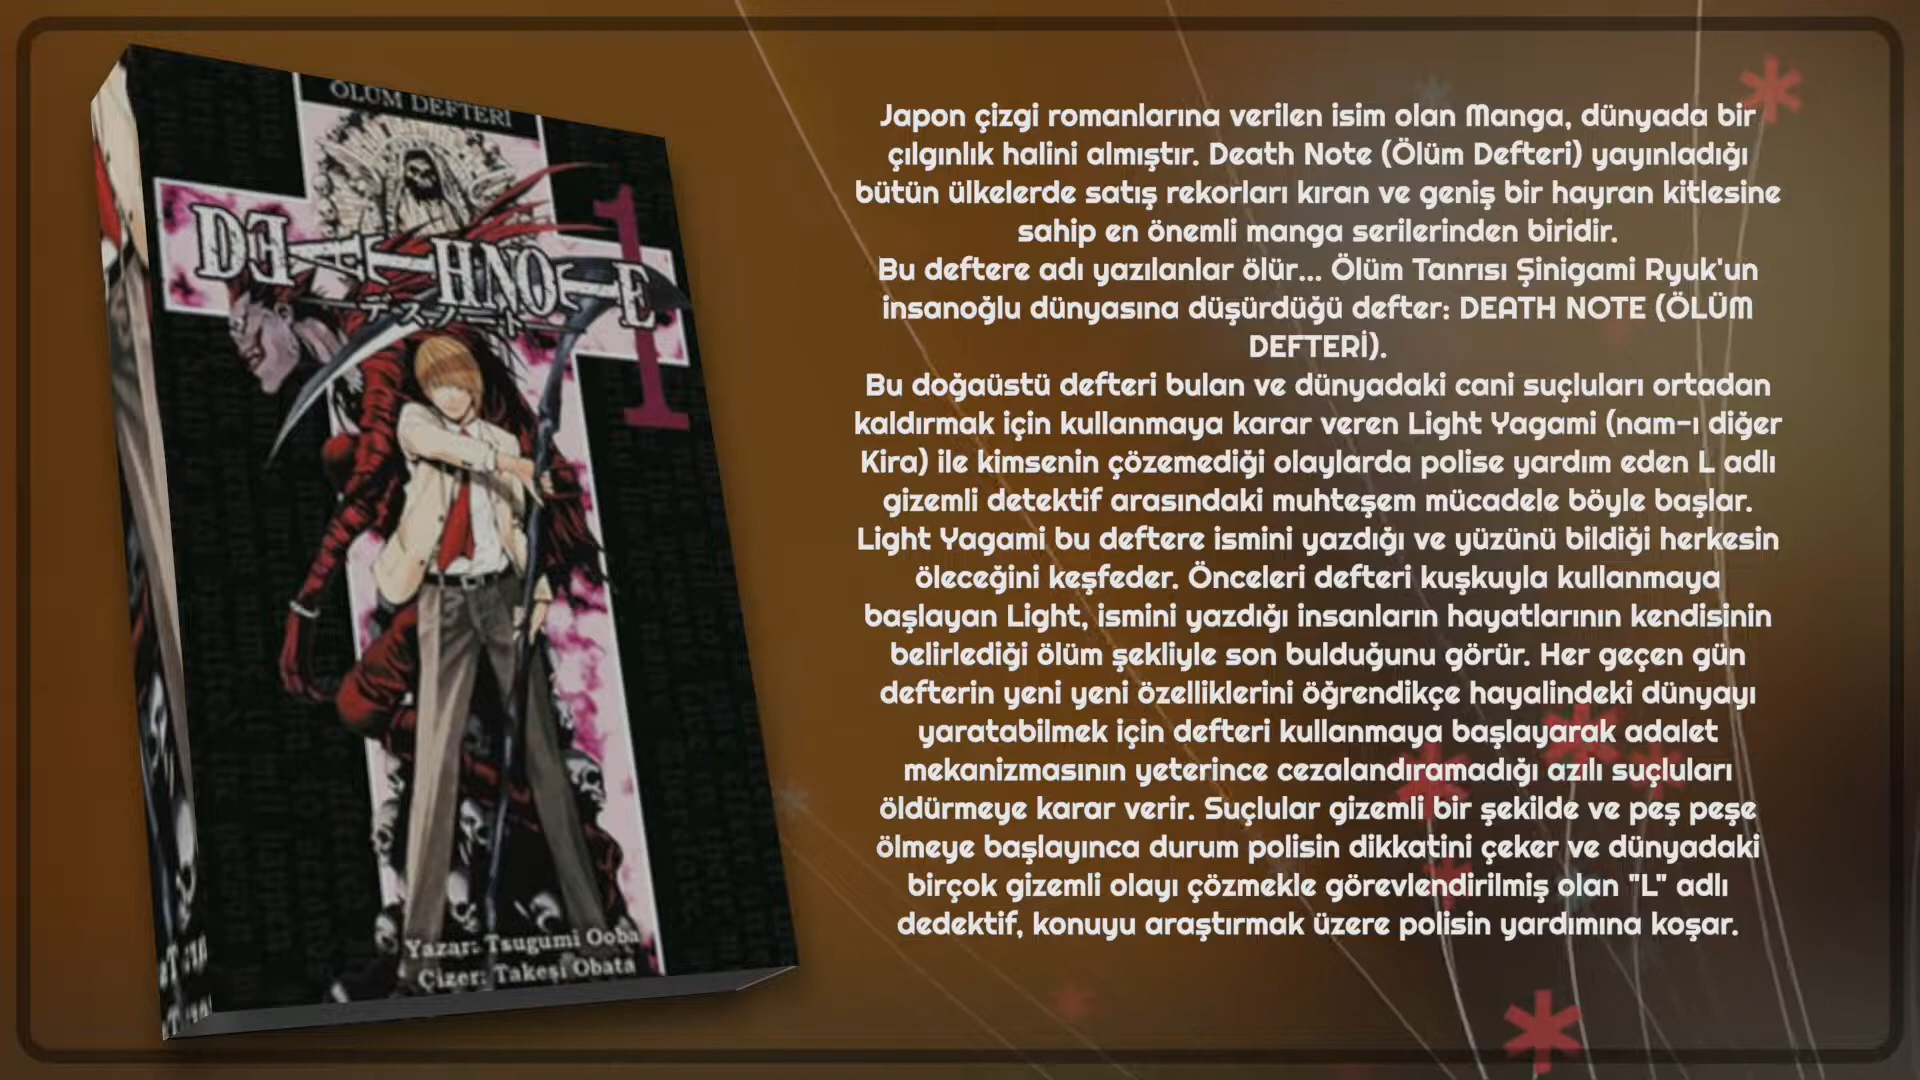 ÖLÜM DEFTERİ
DEATH NOTE
デスノート
1
Yazar: Tsugumi Ooba
Çizer: Takeşi Obata
Japon çizgi romanlarına verilen isim olan Manga, dünyada bir
çılgınlık halini almıştır. Death Note (Ölüm Defteri) yayınladığı
bütün ülkelerde satış rekorları kıran ve geniş bir hayran kitlesine
sahip en önemli manga serilerinden biridir.
Bu deftere adı yazılanlar ölür... Ölüm Tanrısı Şinigami Ryuk'un
insanoğlu dünyasına düşürdüğü defter: DEATH NOTE (ÖLÜM
DEFTERİ).
Bu doğaüstü defteri bulan ve dünyadaki cani suçluları ortadan
kaldırmak için kullanmaya karar veren Light Yagami (nam-ı diğer
Kira) ile kimsenin çözemediği olaylarda polise yardım eden L adlı
gizemli detektif arasındaki muhteşem mücadele böyle başlar.
Light Yagami bu deftere ismini yazdığı ve yüzünü bildiği herkesin
öleceğini keşfeder. Önceleri defteri kuşkuyla kullanmaya
başlayan Light, ismini yazdığı insanların hayatlarının kendisinin
belirlediği ölüm şekliyle son bulduğunu görür. Her geçen gün
defterin yeni yeni özelliklerini öğrendikçe hayalindeki dünyayı
yaratabilmek için defteri kullanmaya başlayarak adalet
mekanizmasının yeterince cezalandıramadığı azılı suçluları
öldürmeye karar verir. Suçlular gizemli bir şekilde ve peş peşe
ölmeye başlayınca durum polisin dikkatini çeker ve dünyadaki
birçok gizemli olayı çözmekle görevlendirilmiş olan "L" adlı
dedektif, konuyu araştırmak üzere polisin yardımına koşar.